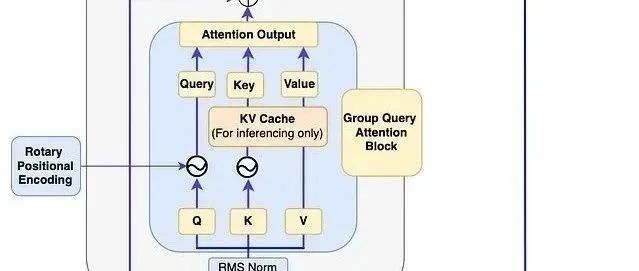 Attention Output
Query
Key
Value
KV Cache
(For inferencing only)
Group Query
Attention
Block
Rotary
Positional
Encoding
Q
K
V
RMS Norm